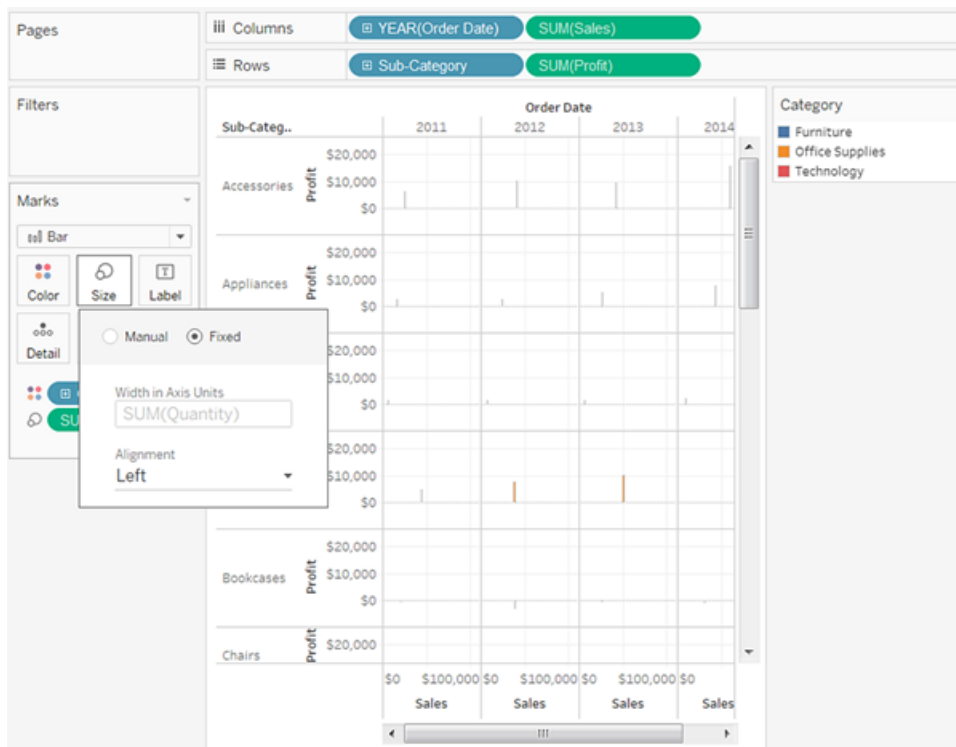 Pages
Columns
YEAR(Order Date)
SUM(Sales)
Rows
Sub-Category
SUM(Profit)
Filters
Marks
Bar
Color
Size
Label
Detail
SU
Manual
Fixed
Width in Axis Units
SUM(Quantity)
Alignment
Left
Order Date
Sub-Categ..
2011
2012
2013
2014
Accessories
Profit
$20,000
$10,000
$0
Appliances
Profit
$20,000
$10,000
$0
$20,000
$10,000
$0
$20,000
$10,000
$0
Bookcases
Profit
$20,000
$10,000
$0
Chairs
Profit
$20,000
$0
$100,000
$0
$100,000
$0
$100,000
$0
Sales
Sales
Sales
Sales
Category
Furniture
Office Supplies
Technology